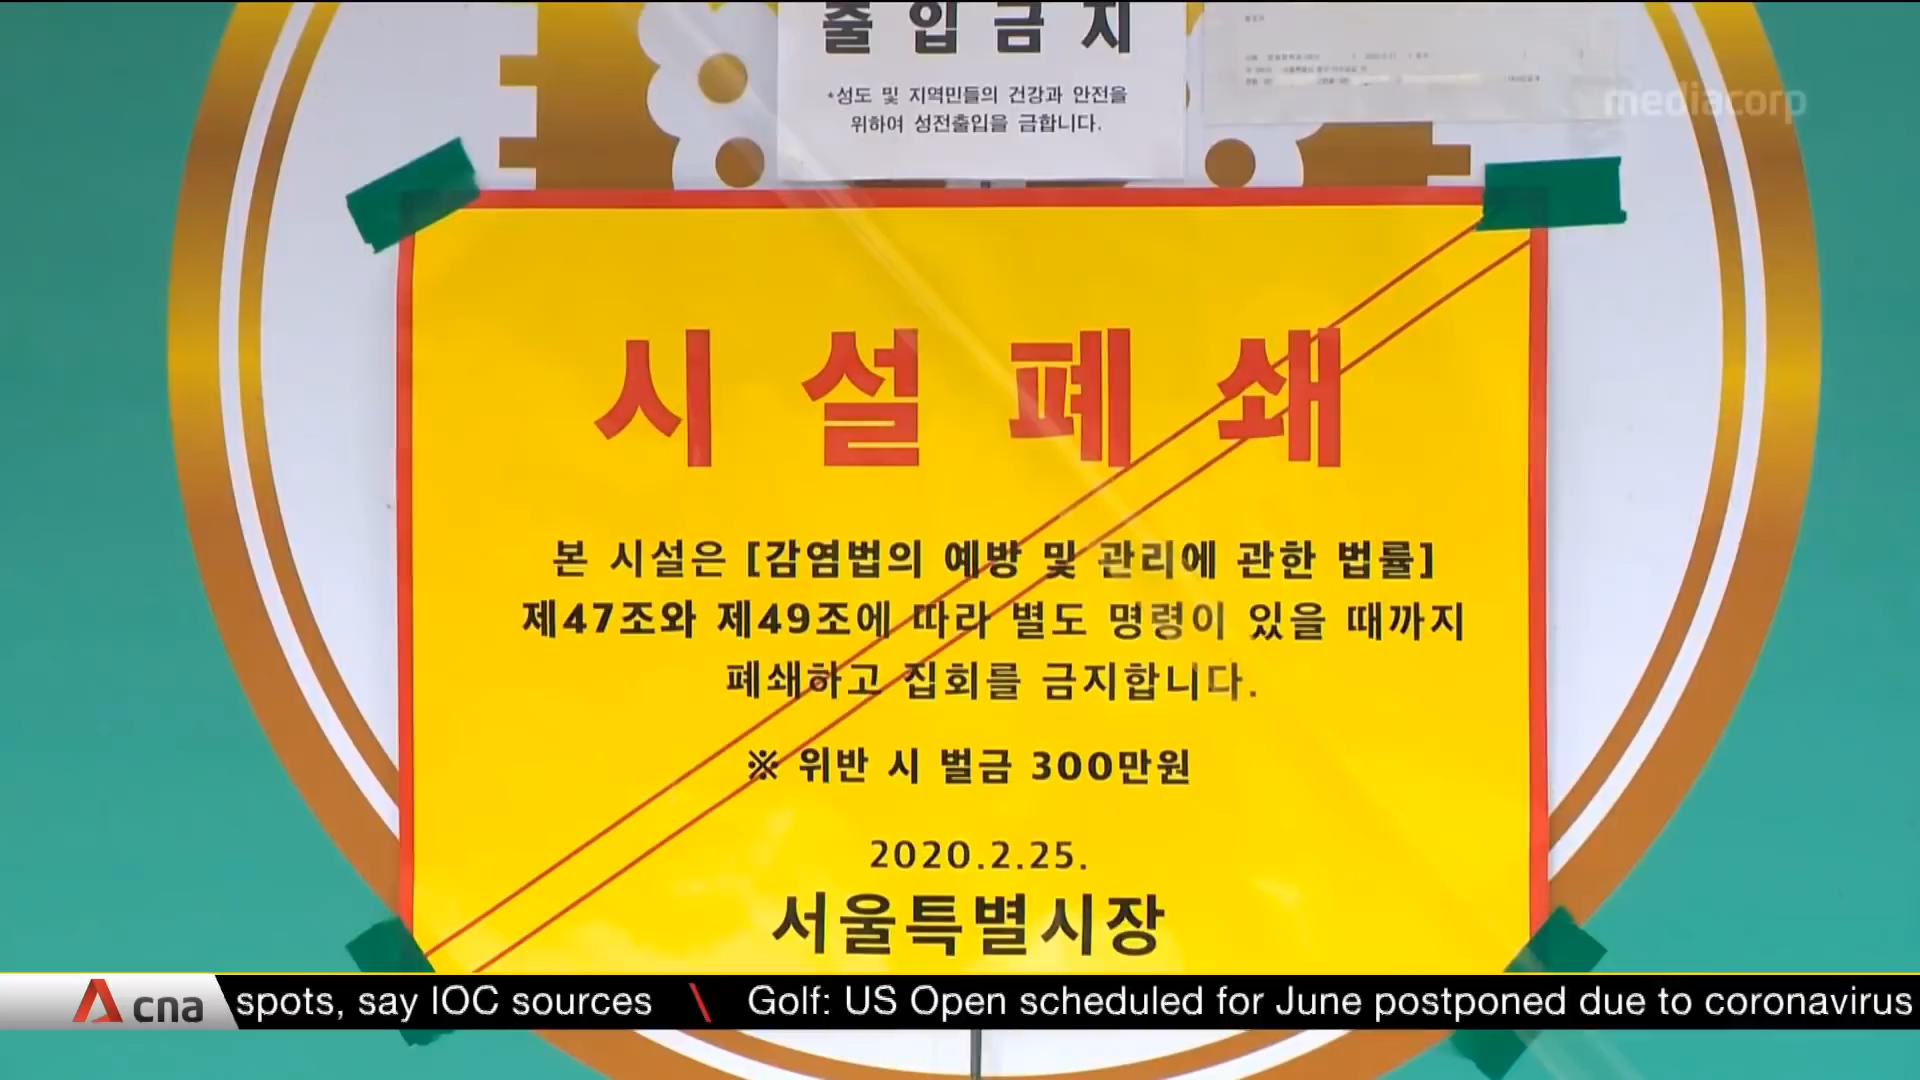 출입금지
*성도 및 지역민들의 건강과 안전을
위하여 성전출입을 금합니다.
mediacorp
시설폐쇄
본 시설은 [감염법의 예방 및 관리에 관한 법률]
제47조와 제49조에 따라 별도 명령이 있을 때까지
폐쇄하고 집회를 금지합니다.
※ 위반 시 벌금 300만원
2020.2.25.
서울특별시장
cna
spots, say IOC sources \ Golf: US Open scheduled for June postponed due to coronavirus